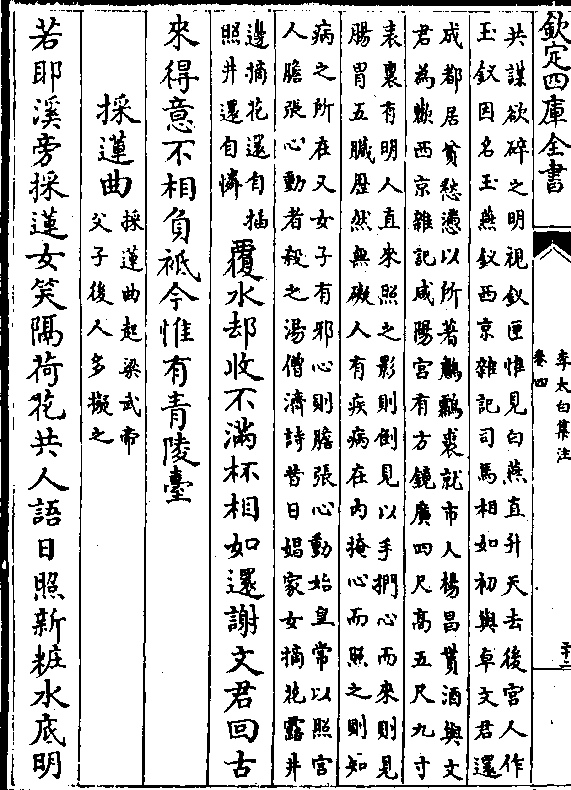 欽定四庫全書
李太白集注
卷四
共謀欲碎之明視釵匣惟見白燕直升天去後宮人作
玉釵因名玉燕釵西京雜記司馬相如初與卓文君還
成都居貧愁懣以所著鷫鸘裘就市人楊昌貰酒與文
君為歡西京雜記咸陽宮有方鏡廣四尺高五尺九寸
表裏有明人直來照之影則倒見以手捫心而來則見
腸胃五臟歷然無礙人有疾病在内掩心而照之則知
病之所在又女子有邪心則膽張心動始皇常以照宮
人膽張心動者殺之湯僧濟詩昔日娼家女摘花露井
邊摘花還自插
照井還自憐
覆水却收不滿杯相如還謝文君回古
來得意不相負祗今惟有青陵臺
採蓮曲
採蓮曲起梁武帝
父子後人多擬之
若耶溪旁採蓮女笑隔荷花共人語日照新粧水底明